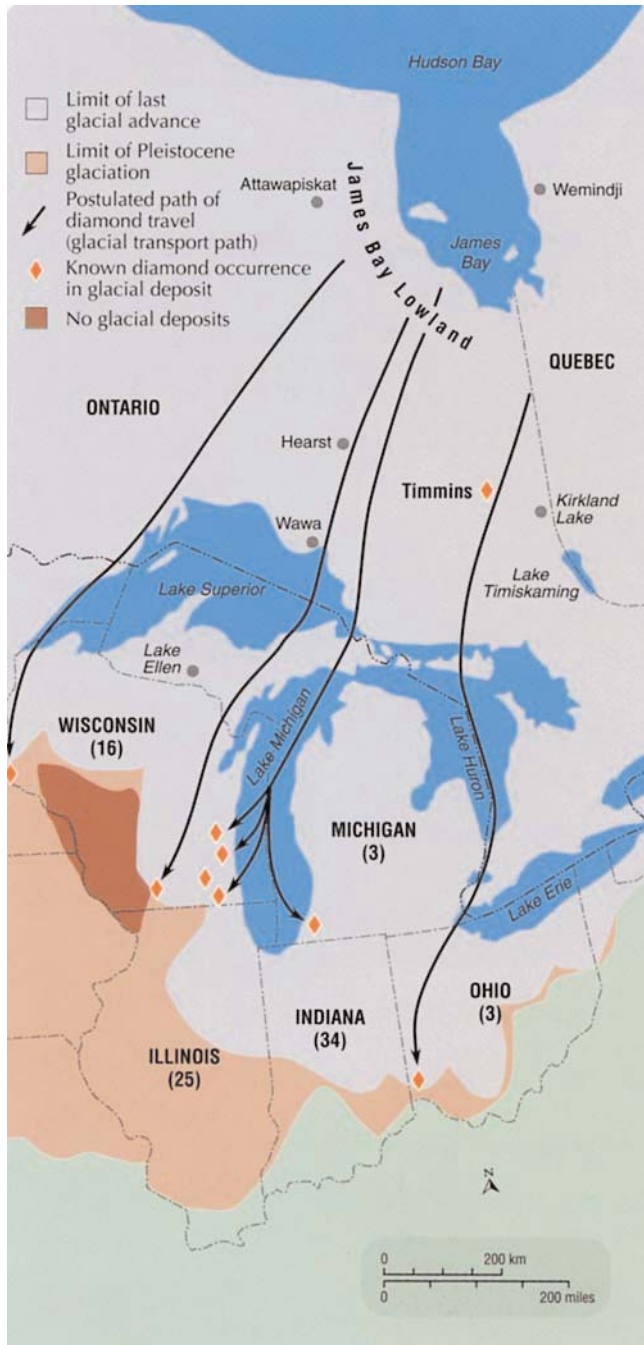 Hudson Bay
Limit of last
glacial advance
Limit of Pleistocene
glaciation
Postulated path of
diamond travel
(glacial transport path)
Known diamond occurrence
in glacial deposit
No glacial deposits
Attawapiskat
Wemindji
James Bay Lowland
James
Bay
QUEBEC
ONTARIO
Hearst
Timmins
Kirkland
Lake
Wawa
Lake
Timiskaming
Lake Superior
Lake
Ellen
WISCONSIN
(16)
Lake Michigan
Lake Huron
MICHIGAN
(3)
Lake Erie
OHIO
(3)
INDIANA
(34)
ILLINOIS
(25)
N
0 200 km
0 200 miles